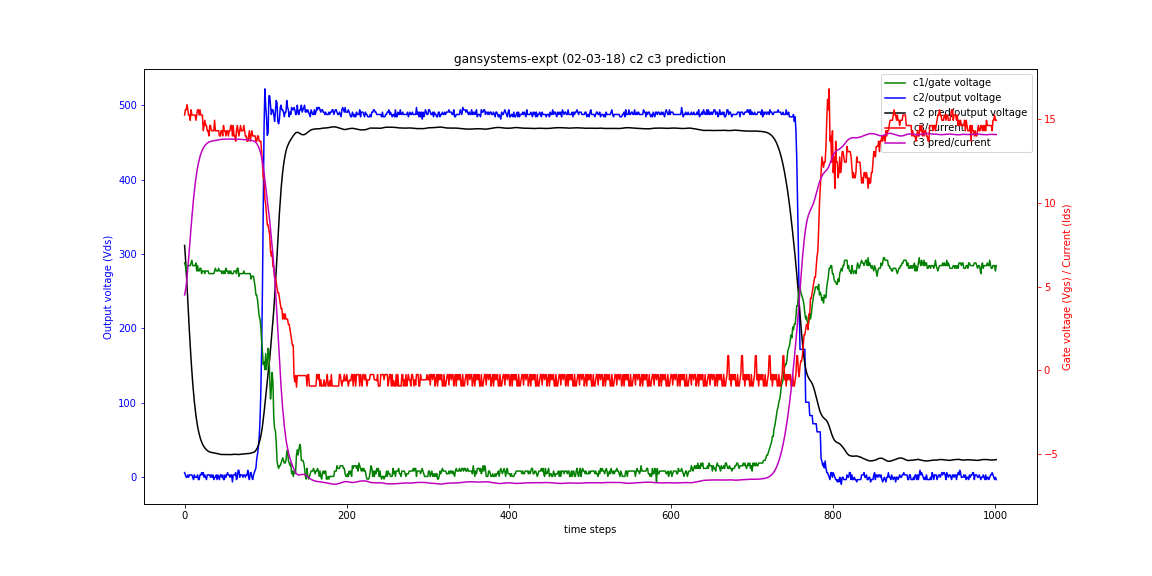 gansystems-expt (02-03-18) c2 c3 prediction
c1/gate voltage
c2/output voltage
c2 pred/output voltage
c3/current
c3 pred/current
Output voltage (Vds)
500
400
300
200
100
0
15
10
5
0
−5
Gate voltage (Vgs) / Current (Ids)
0
200
400
600
800
1000
time steps